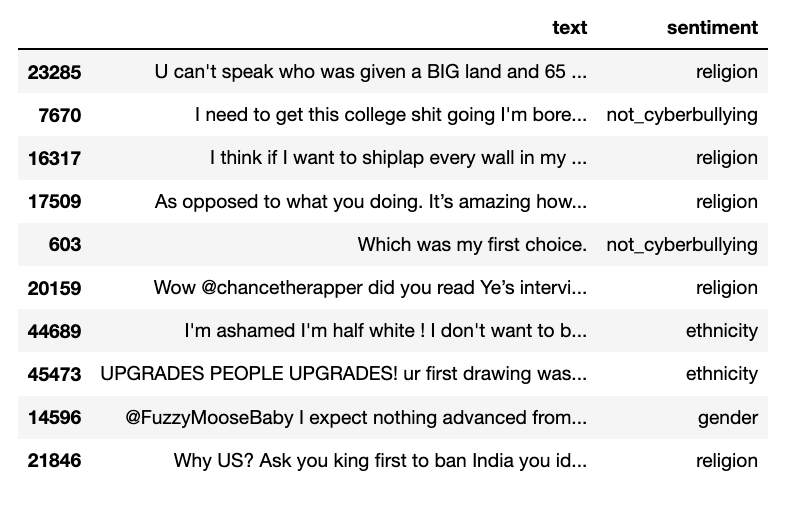 text sentiment
23285 U can't speak who was given a BIG land and 65 ... religion
7670 I need to get this college shit going I'm bore... not_cyberbullying
16317 I think if I want to shiplap every wall in my ... religion
17509 As opposed to what you doing. It’s amazing how... religion
603 Which was my first choice. not_cyberbullying
20159 Wow @chancetherapper did you read Ye’s intervi... religion
44689 I'm ashamed I'm half white ! I don't want to b... ethnicity
45473 UPGRADES PEOPLE UPGRADES! ur first drawing was... ethnicity
14596 @FuzzyMooseBaby I expect nothing advanced from... gender
21846 Why US? Ask you king first to ban India you id... religion